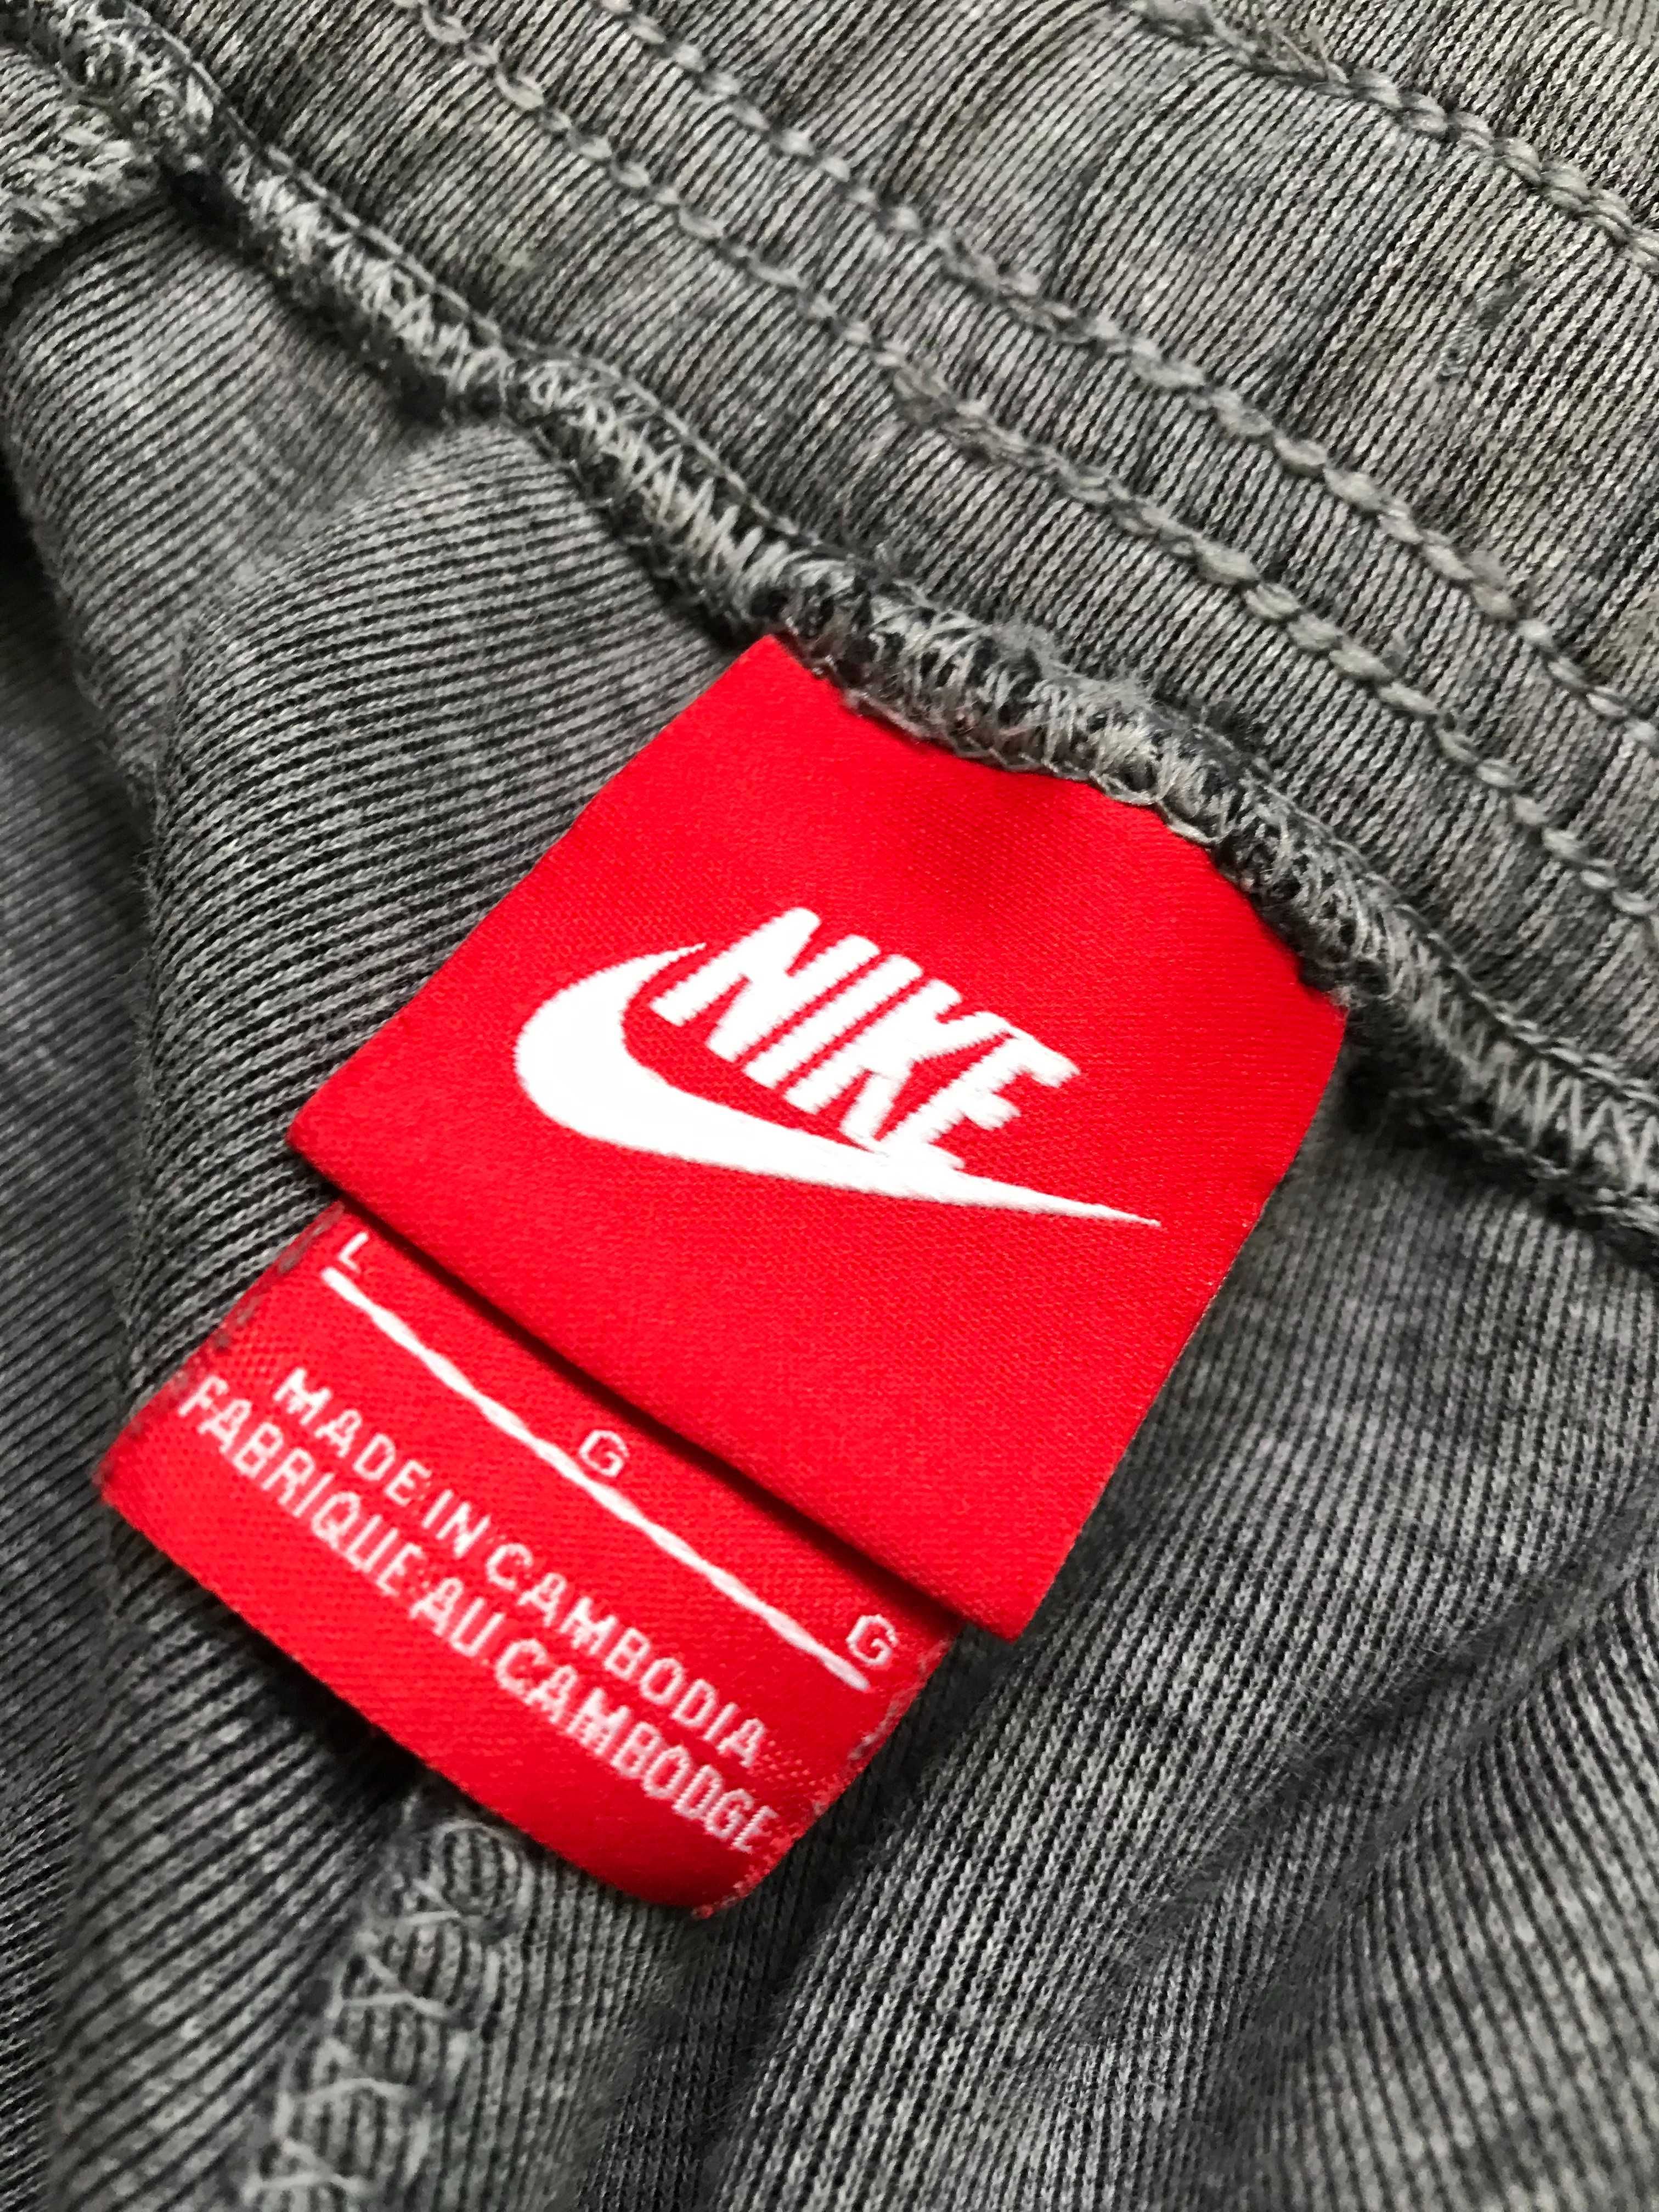 NIKE
L G G
MADE IN CAMBODIA
FABRIQUE AU CAMBODGE